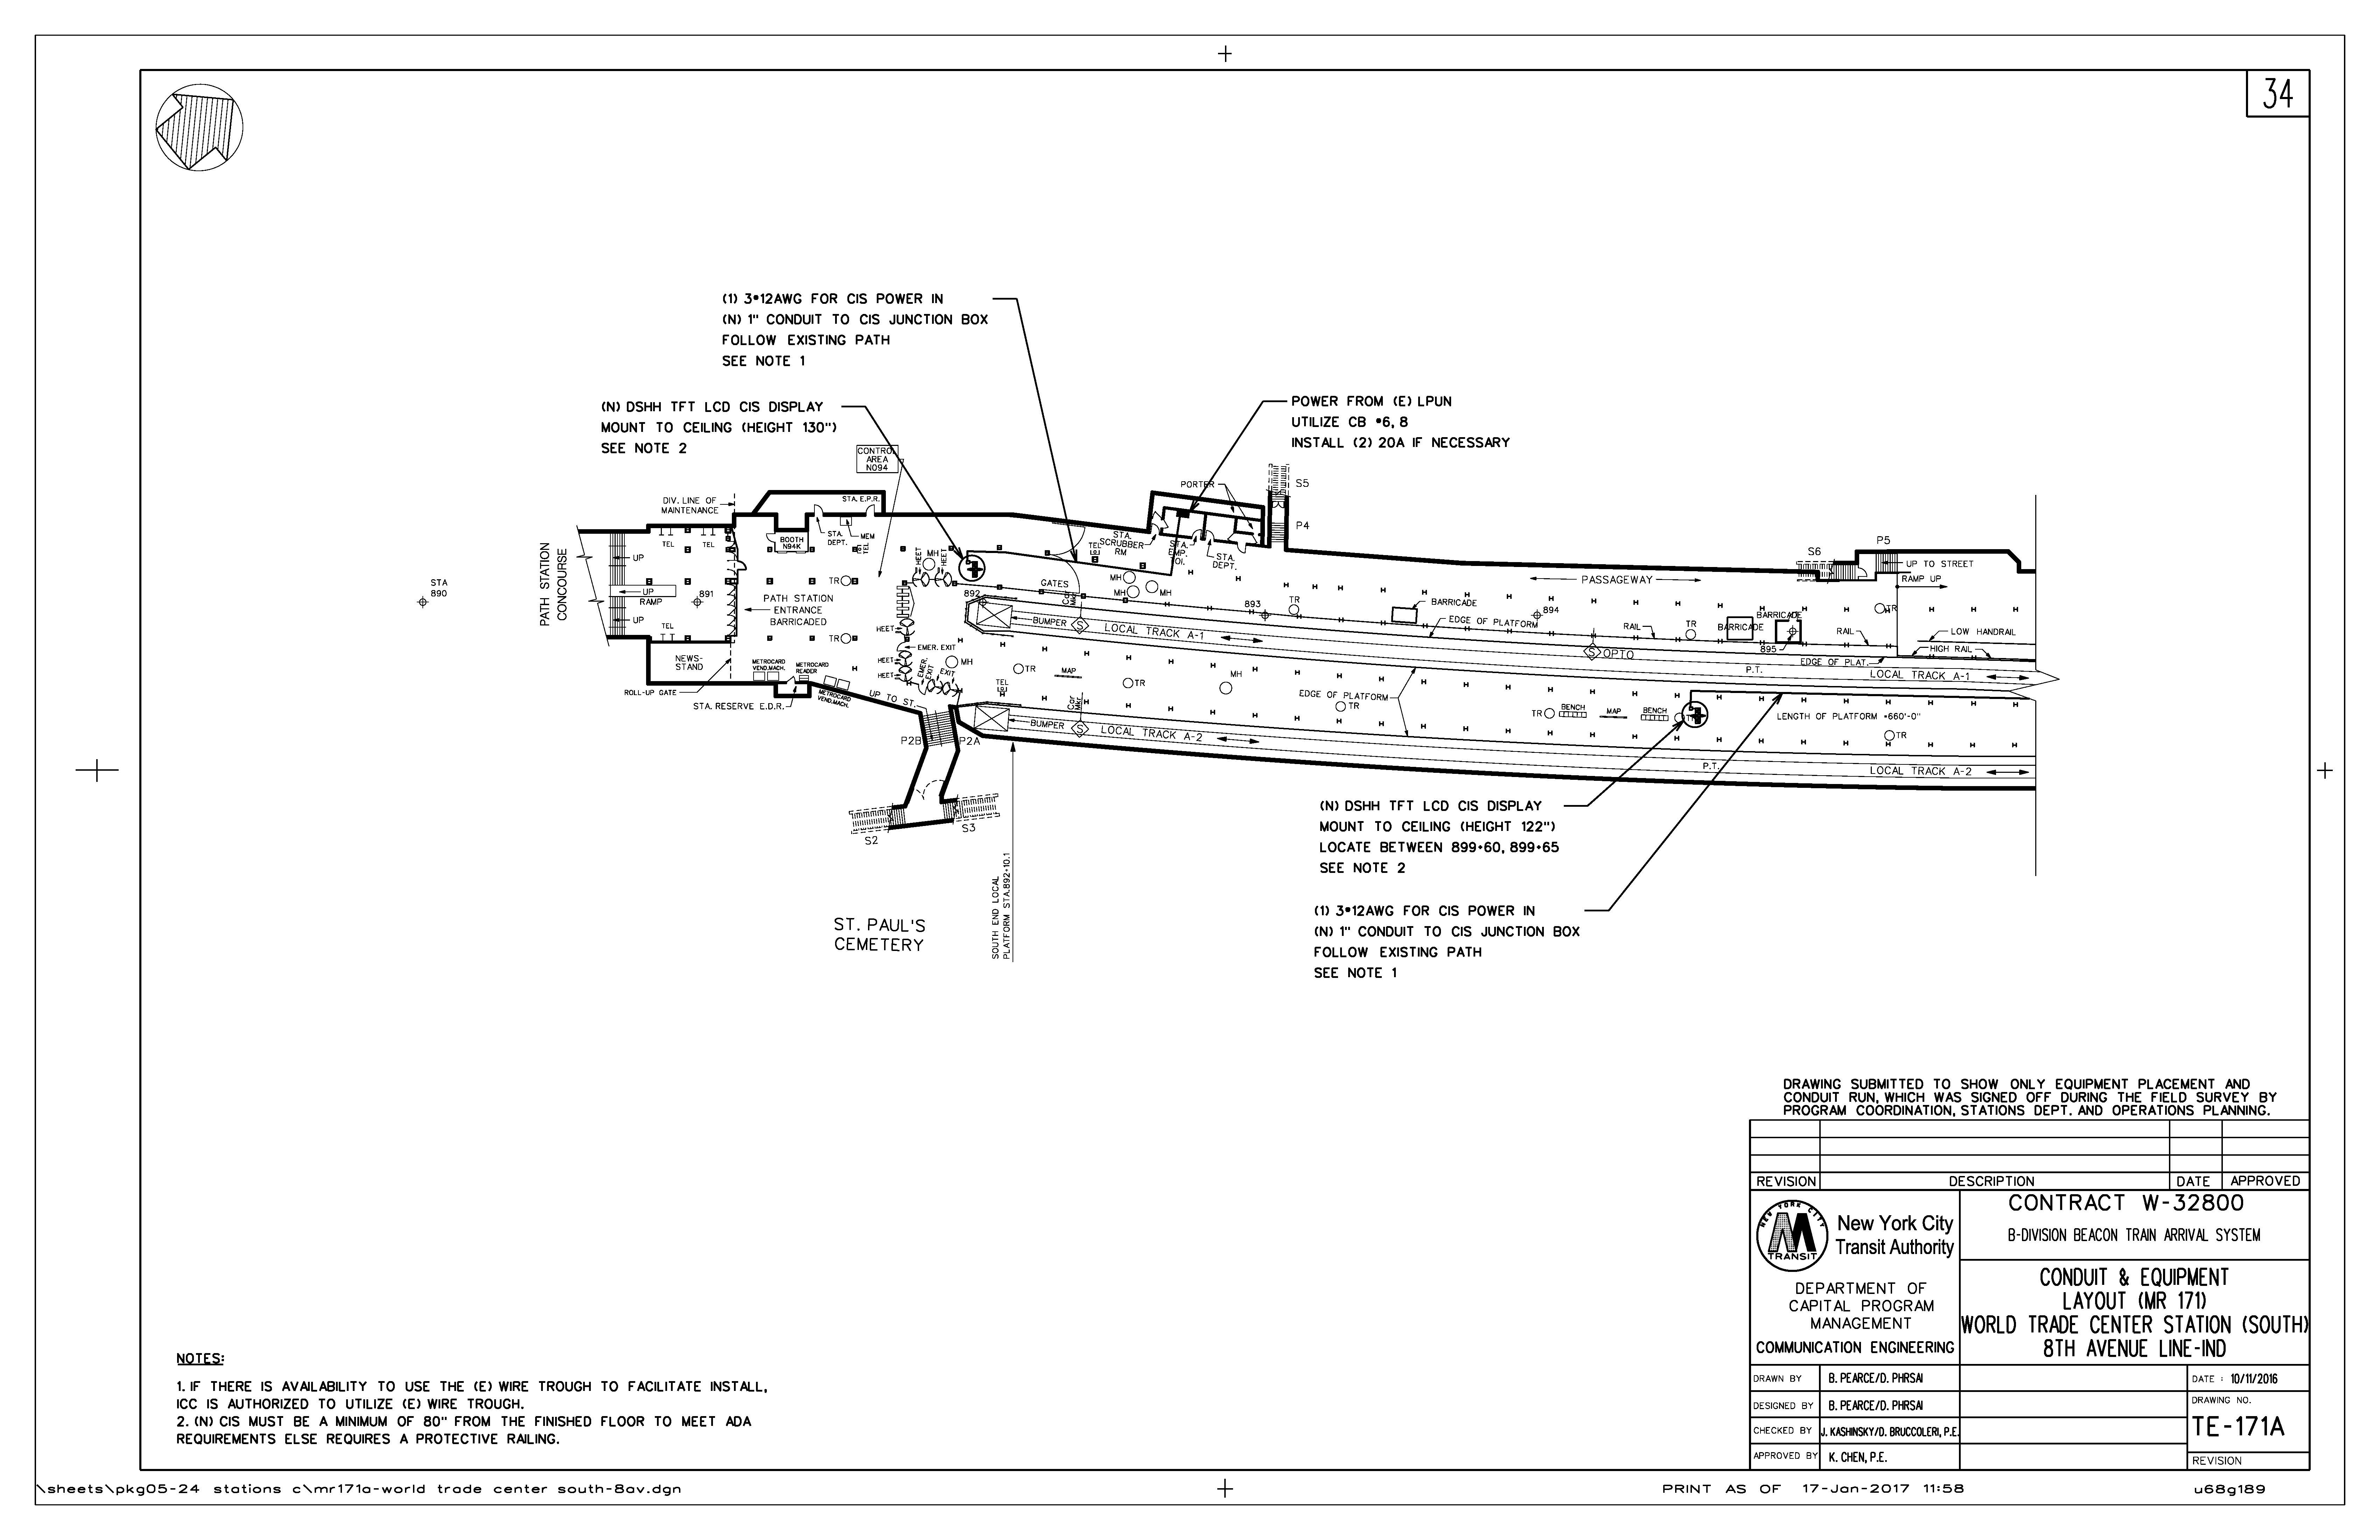 34
(1) 3#12AWG FOR CIS POWER IN
(N) 1" CONDUIT TO CIS JUNCTION BOX
FOLLOW EXISTING PATH
SEE NOTE 1
(N) DSHH TFT LCD CIS DISPLAY
MOUNT TO CEILING (HEIGHT 130")
SEE NOTE 2
POWER FROM (E) LPUN
UTILIZE CB #6, 8
INSTALL (2) 20A IF NECESSARY
CONTROL
AREA
N094
DIV. LINE OF
MAINTENANCE
STA. E.P.R.
PORTER
S5
P4
PATH STATION
CONCOURSE
STA
890
UP
UP
RAMP
UP
TEL
TEL
TEL
891
BOOTH
N94K
STA.
DEPT.
MEM
TEL
PATH STATION
ENTRANCE
BARRICADED
TR
TR
HEET
MH
HEET
892
GATES
TEL
STA.
SCRUBBER
RM
STA.
EMP.
TOI.
STA.
DEPT.
MH
MH
MH
893
TR
BARRICADE
EDGE OF PLATFORM
894
PASSAGEWAY
RAIL
TR
BARRICADE
BARRICADE
895
S6
P5
UP TO STREET
RAMP UP
TR
RAIL
LOW HANDRAIL
HIGH RAIL
EDGE OF PLAT.
BUMPER
S
LOCAL TRACK A-1
S
OPTO
P.T.
LOCAL TRACK A-1
NEWS-
STAND
METROCARD
VEND.MACH.
METROCARD
READER
METROCARD
VEND.MACH.
ROLL-UP GATE
STA. RESERVE E.D.R.
UP TO ST.
HEET
HEET
HEET
EMER. EXIT
EMER.
EXIT
EXIT
MH
TR
TEL
MAP
TR
MH
EDGE OF PLATFORM
TR
TR
BENCH
MAP
BENCH
LENGTH OF PLATFORM =660'-0"
TR
P2B
P2A
BUMPER
S
LOCAL TRACK A-2
P.T.
LOCAL TRACK A-2
S2
S3
SOUTH END LOCAL
PLATFORM STA.892+10.1
ST. PAUL'S
CEMETERY
(N) DSHH TFT LCD CIS DISPLAY
MOUNT TO CEILING (HEIGHT 122")
LOCATE BETWEEN 899+60, 899+65
SEE NOTE 2
(1) 3#12AWG FOR CIS POWER IN
(N) 1" CONDUIT TO CIS JUNCTION BOX
FOLLOW EXISTING PATH
SEE NOTE 1
DRAWING SUBMITTED TO SHOW ONLY EQUIPMENT PLACEMENT AND
CONDUIT RUN, WHICH WAS SIGNED OFF DURING THE FIELD SURVEY BY
PROGRAM COORDINATION, STATIONS DEPT. AND OPERATIONS PLANNING.
REVISION DESCRIPTION DATE APPROVED
NEW YORK CITY
TRANSIT
New York City
Transit Authority
DEPARTMENT OF
CAPITAL PROGRAM
MANAGEMENT
COMMUNICATION ENGINEERING
CONTRACT W-32800
B-DIVISION BEACON TRAIN ARRIVAL SYSTEM
CONDUIT & EQUIPMENT
LAYOUT (MR 171)
WORLD TRADE CENTER STATION (SOUTH)
8TH AVENUE LINE-IND
DRAWN BY B. PEARCE/D. PHRSAI
DESIGNED BY B. PEARCE/D. PHRSAI
CHECKED BY J. KASHINSKY/D. BRUCCOLERI, P.E.
APPROVED BY K. CHEN, P.E.
DATE : 10/11/2016
DRAWING NO.
TE-171A
REVISION
NOTES:
1. IF THERE IS AVAILABILITY TO USE THE (E) WIRE TROUGH TO FACILITATE INSTALL,
ICC IS AUTHORIZED TO UTILIZE (E) WIRE TROUGH.
2. (N) CIS MUST BE A MINIMUM OF 80" FROM THE FINISHED FLOOR TO MEET ADA
REQUIREMENTS ELSE REQUIRES A PROTECTIVE RAILING.
\sheets\pkg05-24 stations c\mr171a-world trade center south-8av.dgn
PRINT AS OF 17-Jan-2017 11:58
u68g189